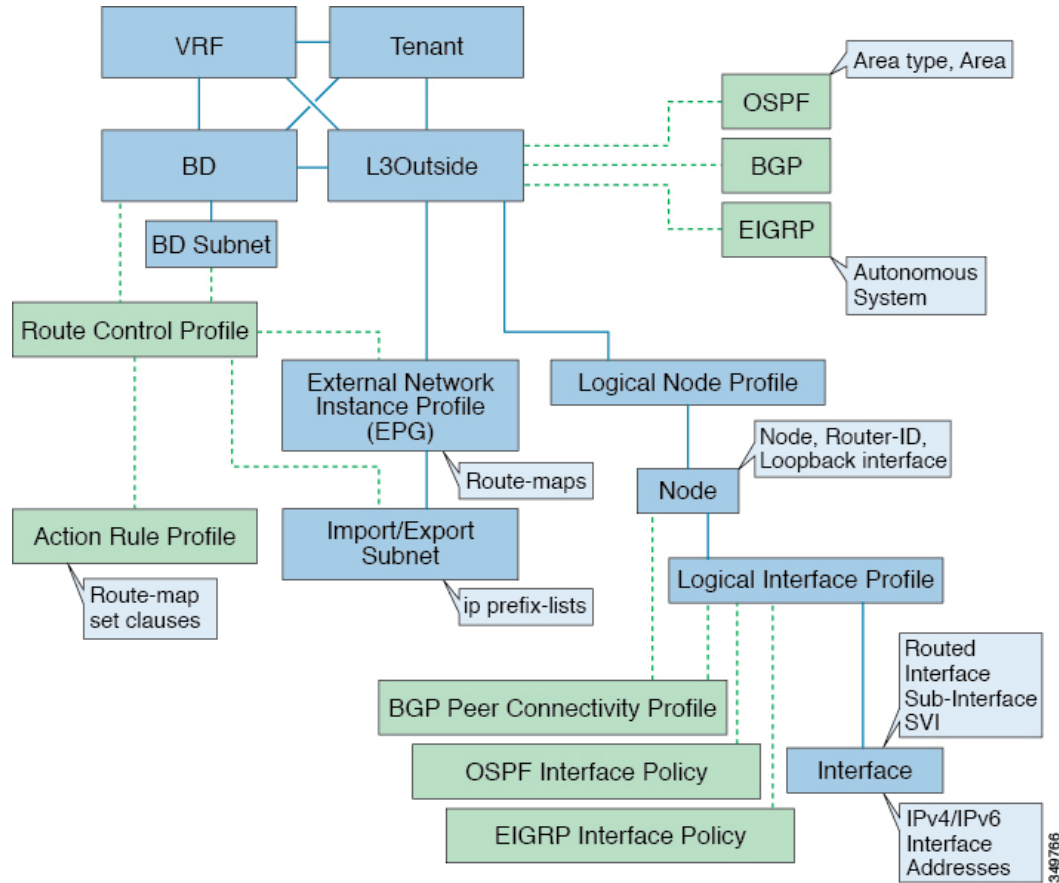 VRF
Tenant
Area type, Area
OSPF
BD
L3Outside
BGP
BD Subnet
EIGRP
Autonomous
System
Route Control Profile
External Network
Instance Profile
(EPG)
Logical Node Profile
Node, Router-ID,
Loopback interface
Route-maps
Node
Action Rule Profile
Import/Export
Subnet
Logical Interface Profile
Route-map
set clauses
ip prefix-lists
Routed
Interface
Sub-Interface
SVI
BGP Peer Connectivity Profile
OSPF Interface Policy
Interface
EIGRP Interface Policy
IPv4/IPv6
Interface
Addresses
349766